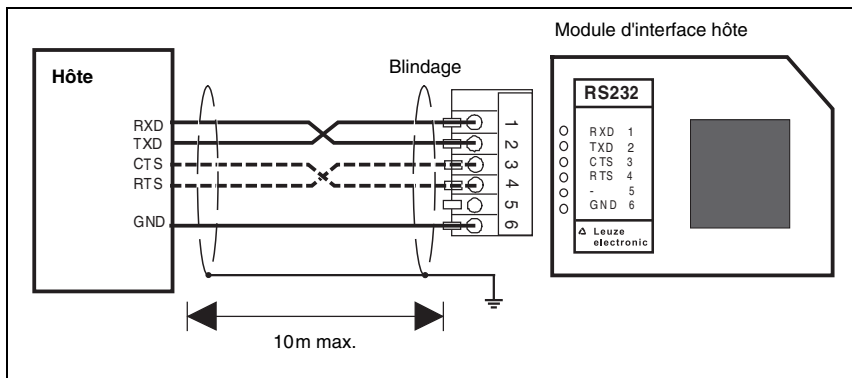 Module d'interface hôte
Hôte
Blindage
RXD
TXD
CTS
RTS
GND
1
2
3
4
5
6
RS232
RXD 1
TXD 2
CTS 3
RTS 4
- 5
GND 6
Leuze
electronic
10m max.